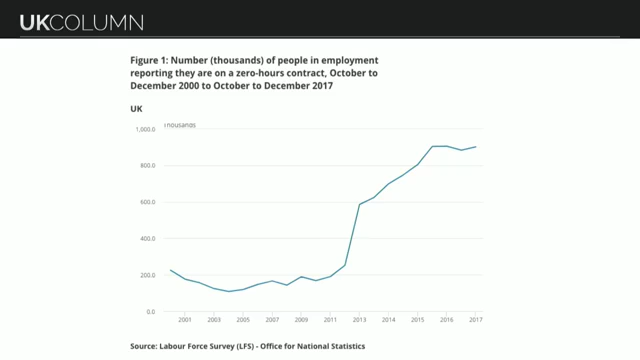 UKCOLUMN
Figure 1: Number (thousands) of people in employment
reporting they are on a zero-hours contract, October to
December 2000 to October to December 2017
UK
Thousands
1,000.0
800.0
600.0
400.0
200.0
0.0
2001 2003 2005 2007 2009 2011 2013 2014 2015 2016 2017
Source: Labour Force Survey (LFS) - Office for National Statistics